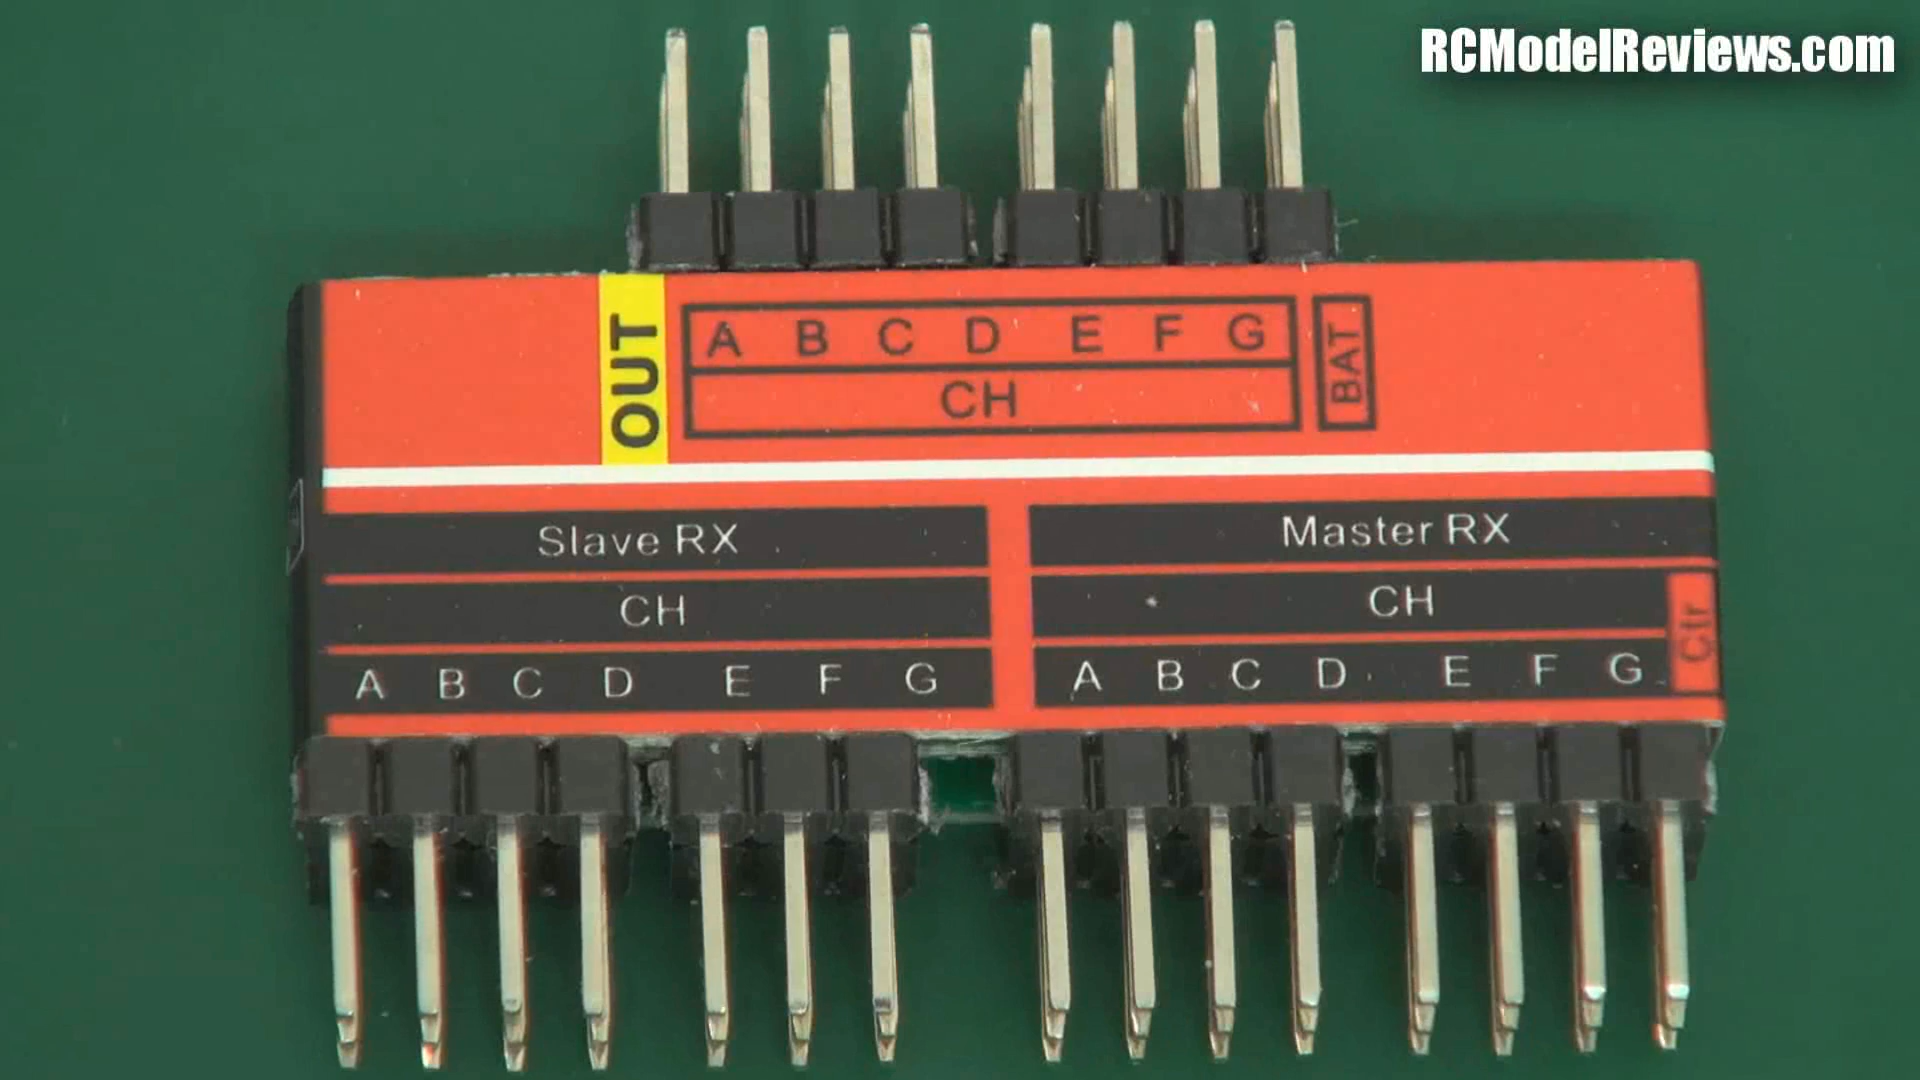 RCModelReviews.com
OUT
A B C D E F G
CH
BAT
Slave RX
CH
A B C D E F G
Master RX
CH
Ctr
A B C D E F G